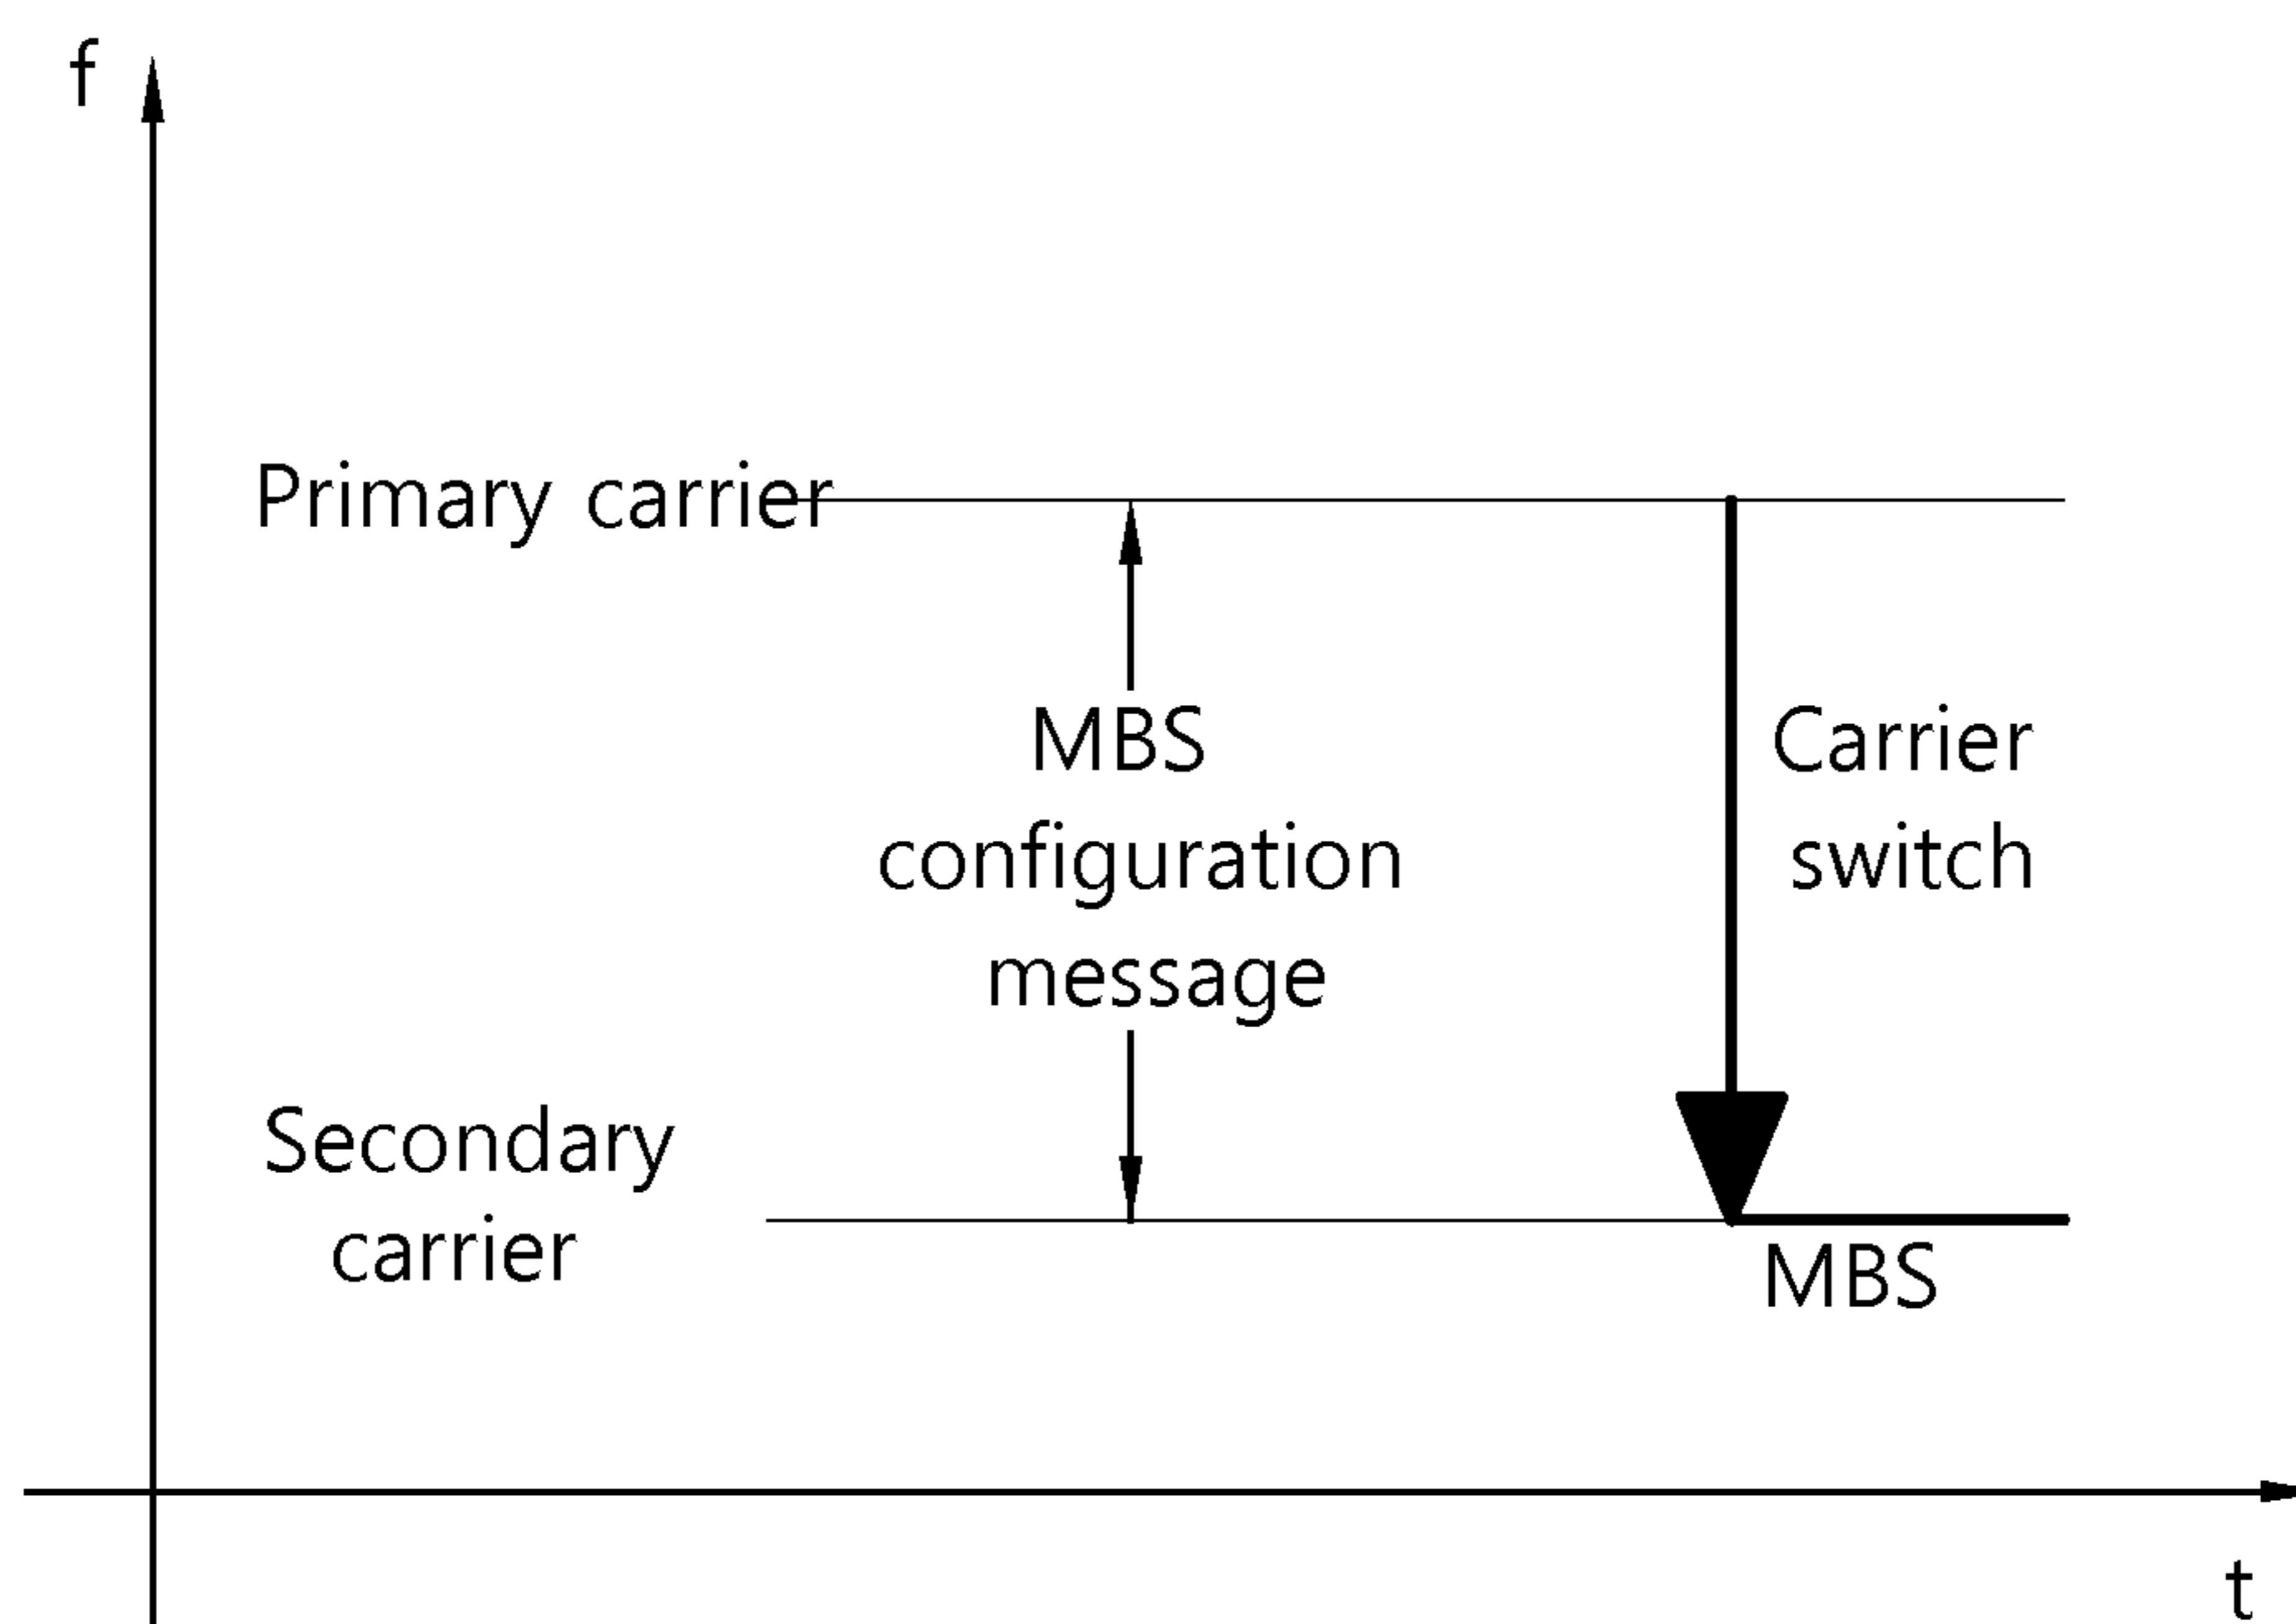 f
Primary carrier
MBS
configuration
message
Carrier
switch
Secondary
carrier
MBS
t